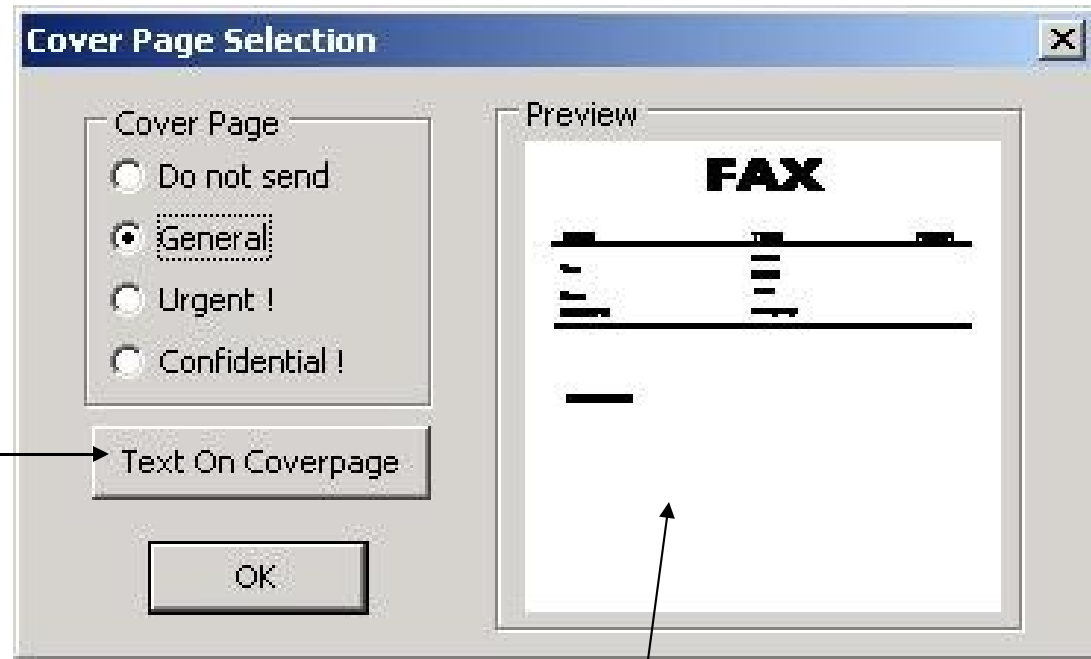 Cover Page Selection
Cover Page
Do not send
General
Urgent !
Confidential !
Text On Coverpage
OK
Preview
FAX